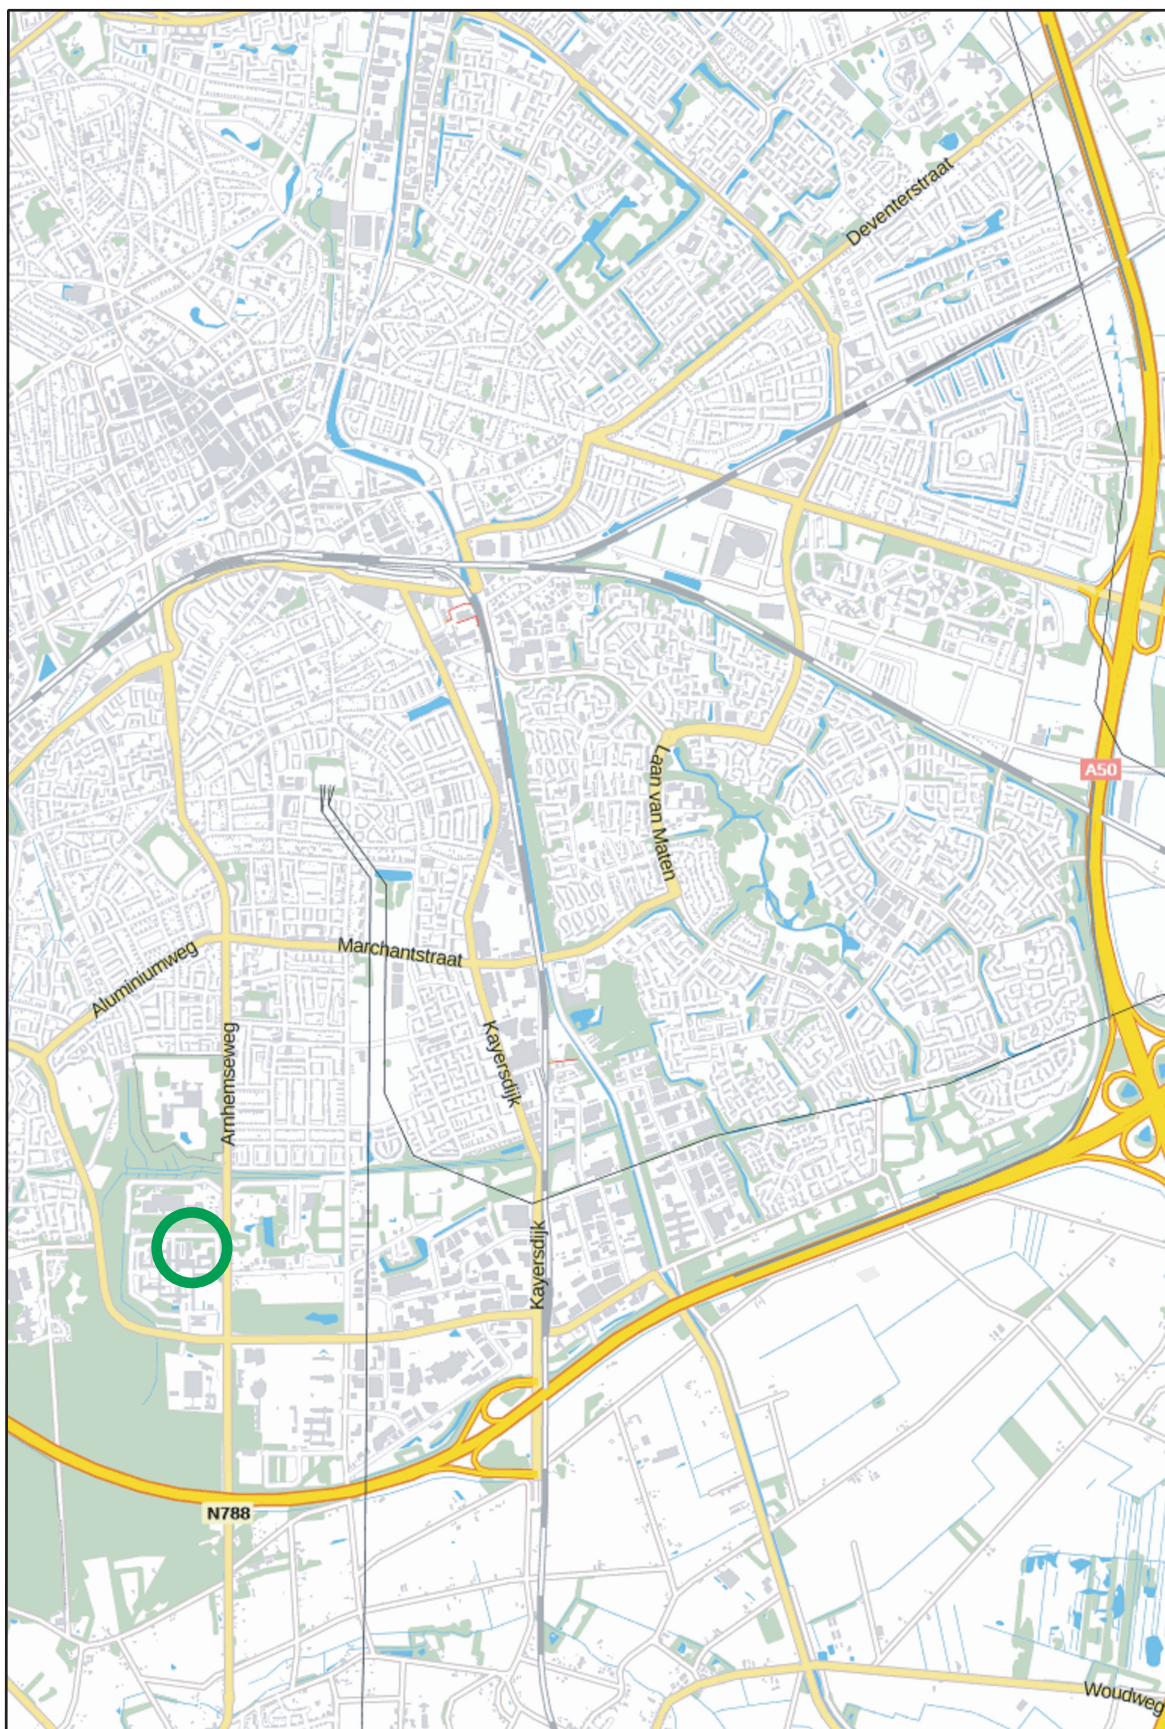 Deventerstraat
Laan van Maten
A50
Marchantstraat
Aluminiumweg
Kayersdijk
Arnhemseweg
Kayersdijk
N788
Woudweg